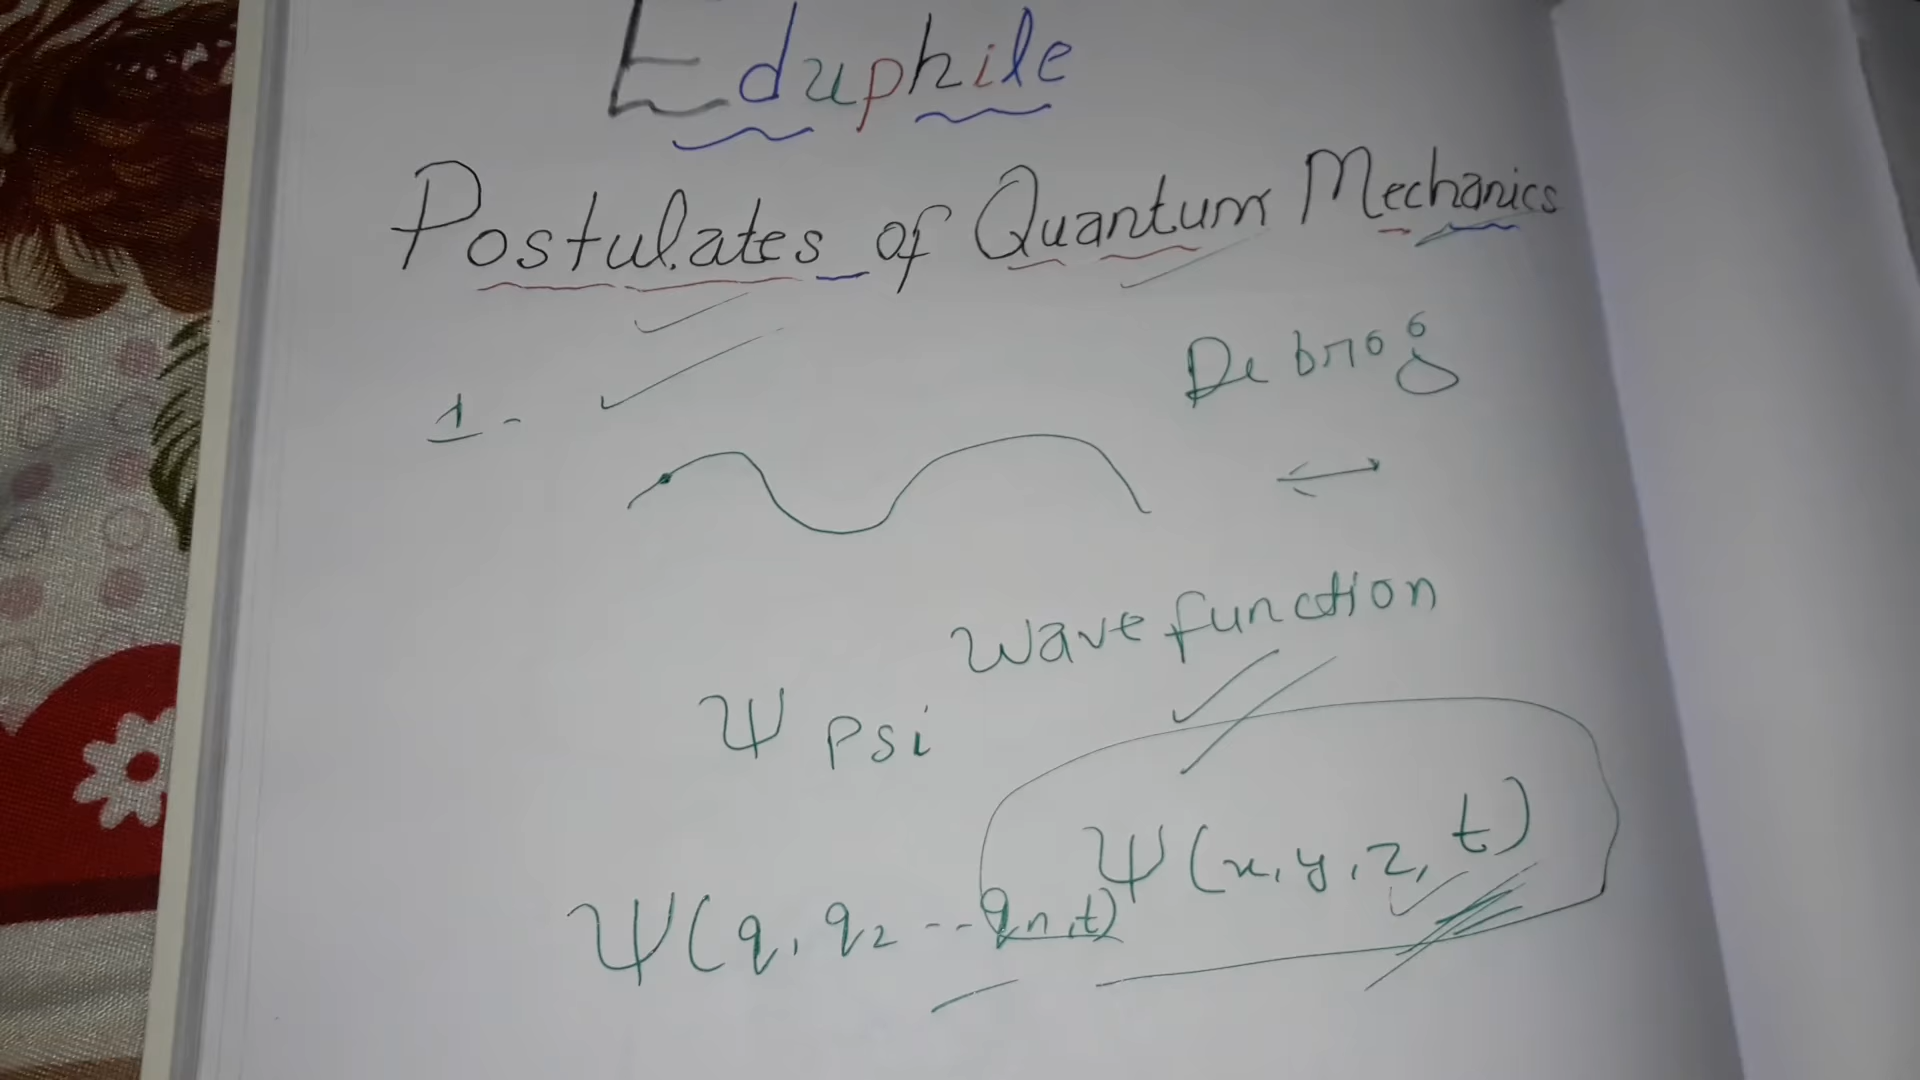 Eduphile
Postulates of Quantum Mechanics
1-
De brog
wave function
Ψ Psi
Ψ(x, y, z, t)
Ψ(q, q2 --- qn, t)